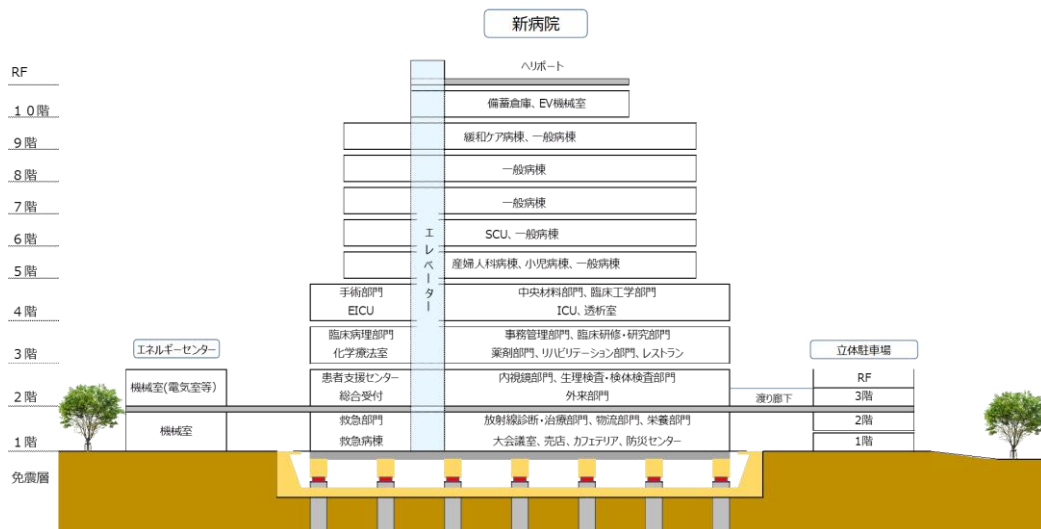 新病院
RF
ヘリポート
10階
備蓄倉庫、EV機械室
9階
緩和ケア病棟、一般病棟
8階
一般病棟
7階
一般病棟
エレベーター
6階
SCU、一般病棟
5階
産婦人科病棟、小児病棟、一般病棟
4階
手術部門
EICU
中央材料部門、臨床工学部門
ICU、透析室
3階
エネルギーセンター
臨床病理部門
化学療法室
事務管理部門、臨床研修・研究部門
薬剤部門、リハビリテーション部門、レストラン
立体駐車場
2階
機械室(電気室等)
患者支援センター
総合受付
内視鏡部門、生理検査・検体検査部門
外来部門
渡り廊下
RF
3階
1階
機械室
救急部門
救急病棟
放射線診断・治療部門、物流部門、栄養部門
大会議室、売店、カフェテリア、防災センター
2階
1階
免震層